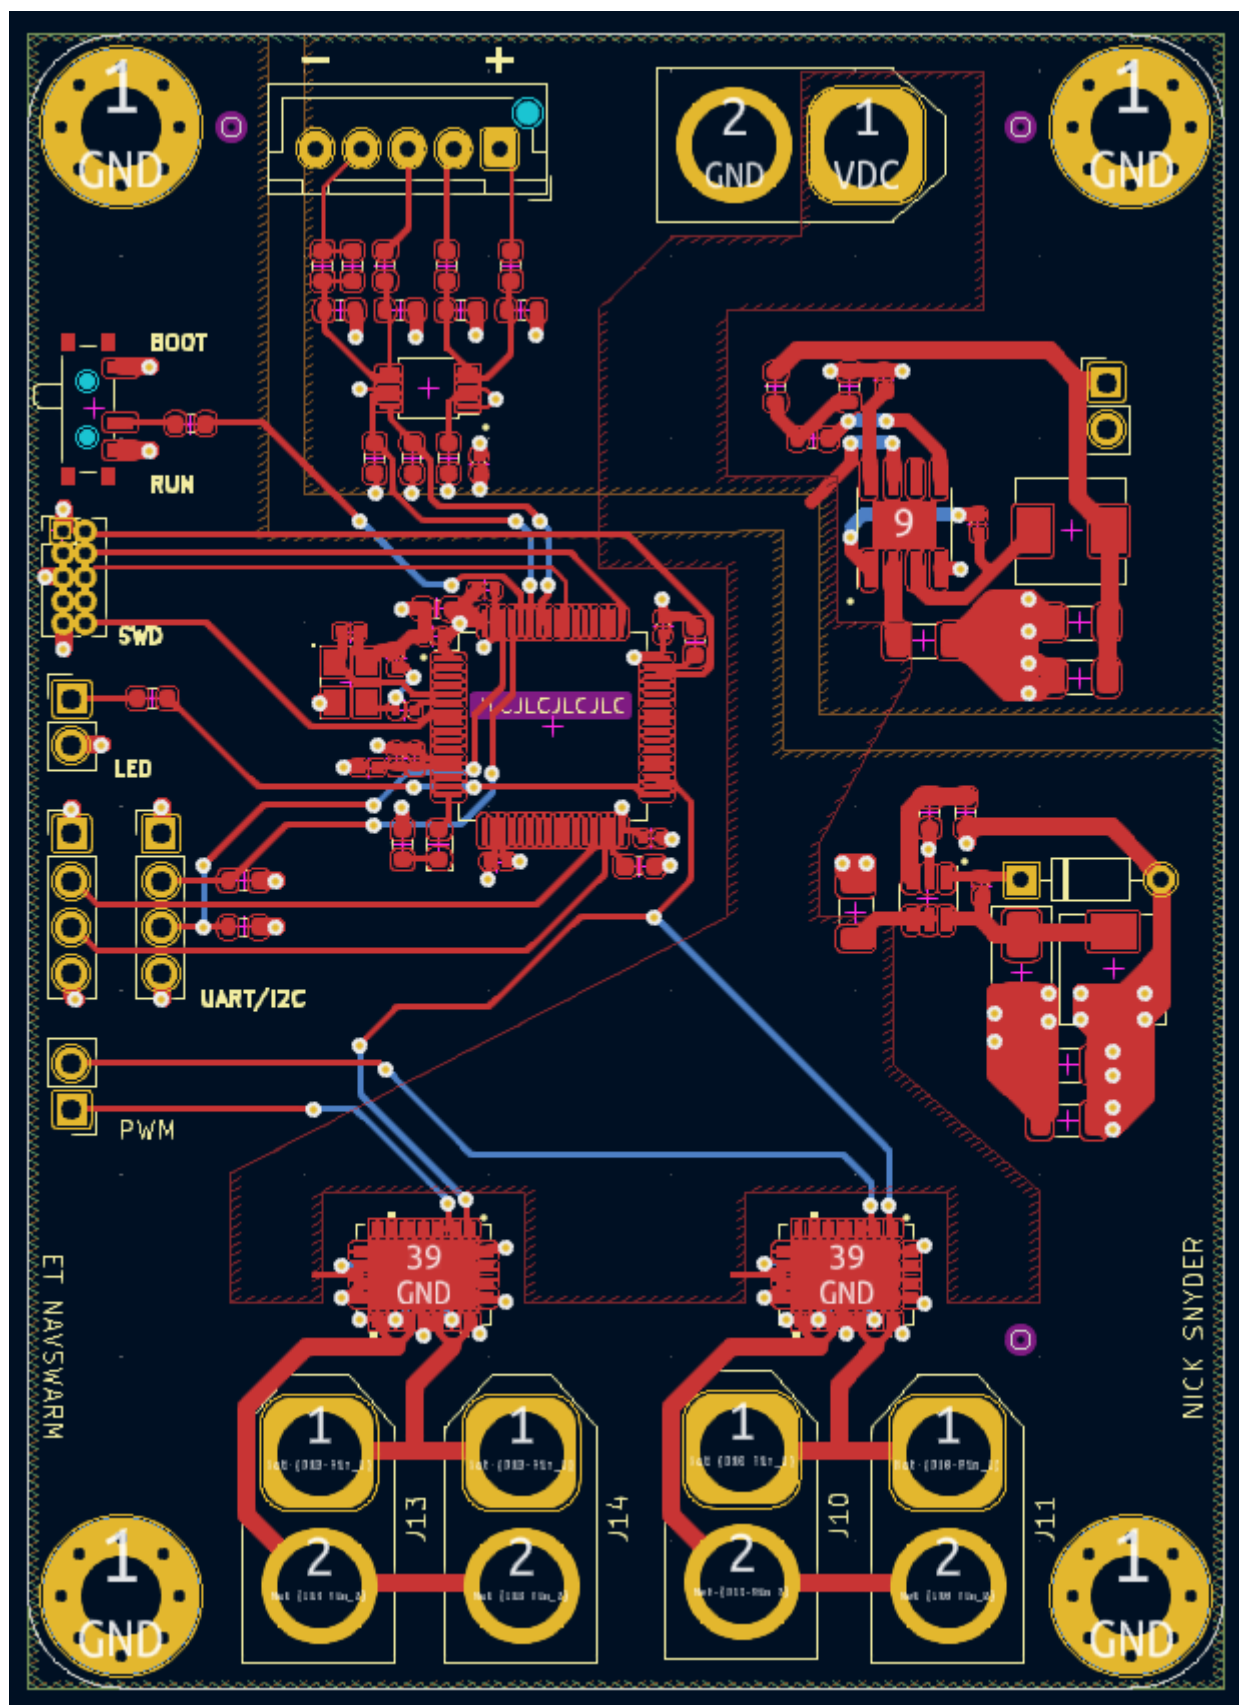 - +
1
GND
2
GND
1
VDC
1
GND
BOOT
RUN
9
SWD
JLCJLCJLCJLC
LED
UART/I2C
PWM
39
GND
39
GND
ET NAVSWARM
NICK SNYDER
1
1
1
1
J13
J14
J10
J11
2
2
2
2
1
GND
1
GND